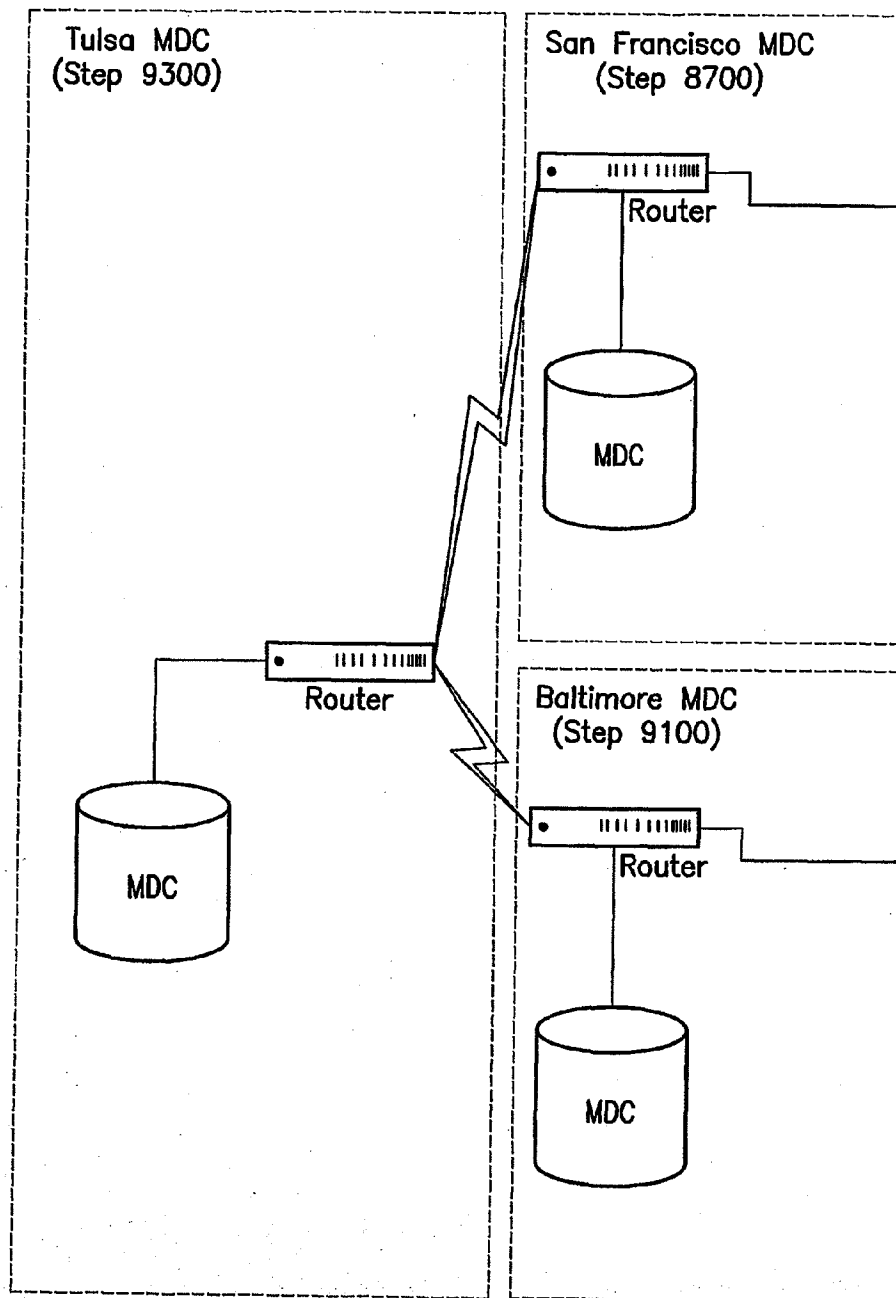 Tulsa MDC
(Step 9300)
San Francisco MDC
(Step 8700)
Router
MDC
Router
MDC
Baltimore MDC
(Step 9100)
Router
MDC